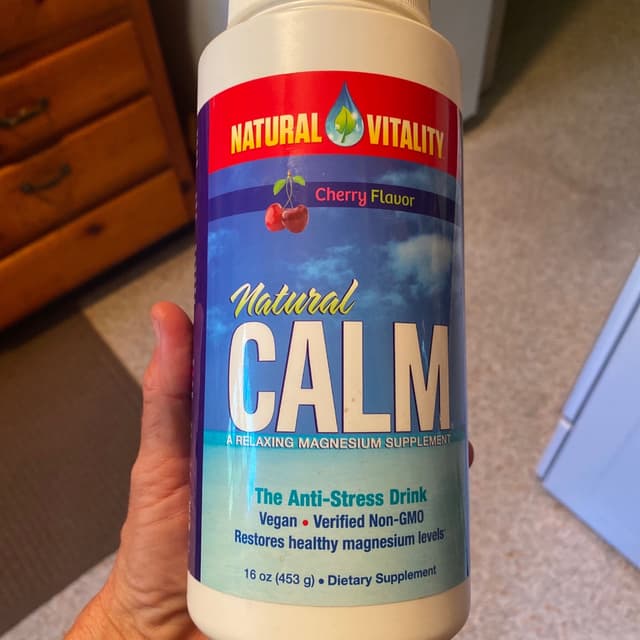 NATURAL VITALITY
Cherry Flavor
Natural
CALM
A RELAXING MAGNESIUM SUPPLEMENT
The Anti-Stress Drink
Vegan • Verified Non-GMO
Restores healthy magnesium levels*
16 oz (453 g) • Dietary Supplement